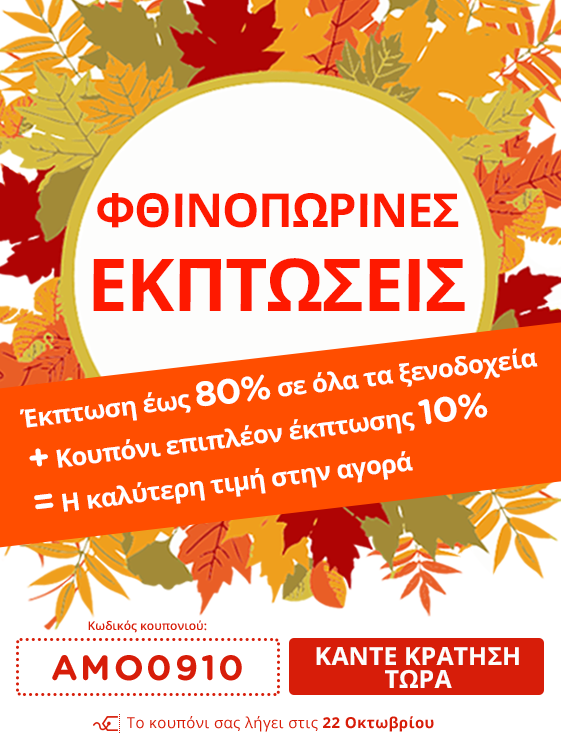 ΦΘΙΝΟΠΩΡΙΝΕΣ
ΕΚΠΤΩΣΕΙΣ
Έκπτωση έως 80% σε όλα τα ξενοδοχεία
+ Κουπόνι επιπλέον έκπτωσης 10%
= Η καλύτερη τιμή στην αγορά
Κωδικός κουπονιού:
AMO0910
ΚΑΝΤΕ ΚΡΑΤΗΣΗ
ΤΩΡΑ
Το κουπόνι σας λήγει στις 22 Οκτωβρίου